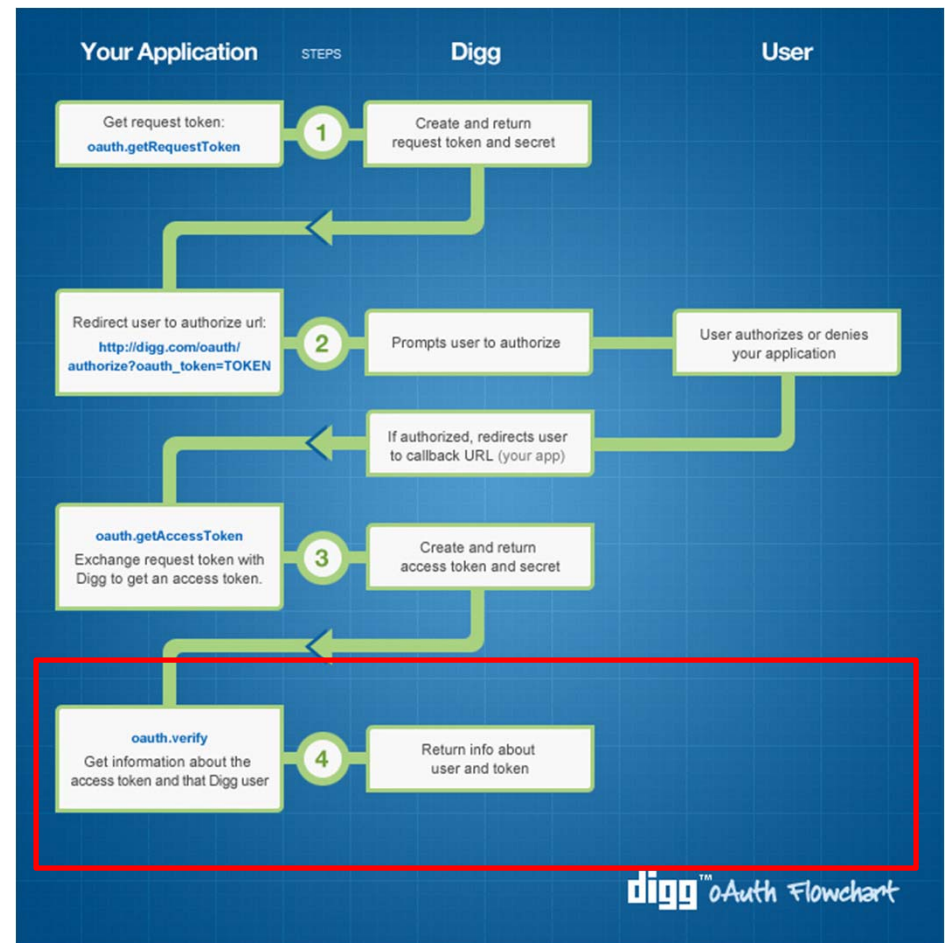 Your Application
STEPS
Digg
User
Get request token:
oauth.getRequestToken
1
Create and return
request token and secret
Redirect user to authorize url:
http://digg.com/oauth/
authorize?oauth_token=TOKEN
2
Prompts user to authorize
User authorizes or denies
your application
If authorized, redirects user
to callback URL (your app)
oauth.getAccessToken
Exchange request token with
Digg to get an access token.
3
Create and return
access token and secret
oauth.verify
Get information about the
access token and that Digg user
4
Return info about
user and token
digg™ oAuth Flowchart